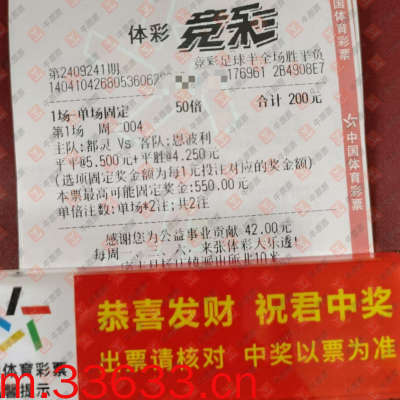 体彩 竞彩
第2409241期 竞彩足球半全场胜平负
176961 2B4908E7
1场-单场固定 50倍 合计 200元
第1场 周二004
主队:都灵 Vs 客队:恩波利
平平@5.500元+平胜@4.250元
(选项固定奖金额为每1元投注对应的奖金额)
本票最高可能固定奖金:550.00元
单倍注数:单场*2注;共2注
感谢您为公益事业贡献 42.00元
来张体彩大乐透!
中国体育彩票
中国体育彩票
恭喜发财 祝君中奖
出票请核对 中奖以票为准
体育彩票
m.33633.cn